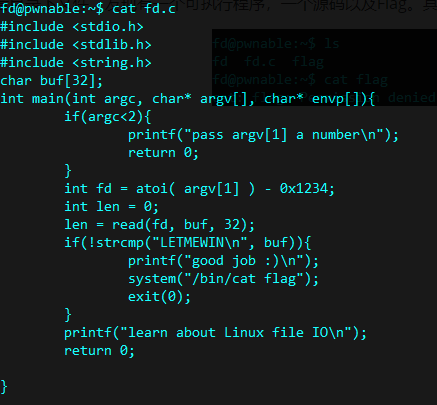 个可执行程序，一个源码以及Flag。
fd@pwnable:~$ cat fd.c
#include <stdio.h>
#include <stdlib.h>
#include <string.h>
fd@pwnable:~$ ls
fd fd.c flag
fd@pwnable:~$ cat flag
denied
char buf[32];
int main(int argc, char* argv[], char* envp[]){
        if(argc<2){
                printf("pass argv[1] a number\n");
                return 0;
        }
        int fd = atoi( argv[1] ) - 0x1234;
        int len = 0;
        len = read(fd, buf, 32);
        if(!strcmp("LETMEWIN\n", buf)){
                printf("good job :)\n");
                system("/bin/cat flag");
                exit(0);
        }
        printf("learn about Linux file IO\n");
        return 0;
}